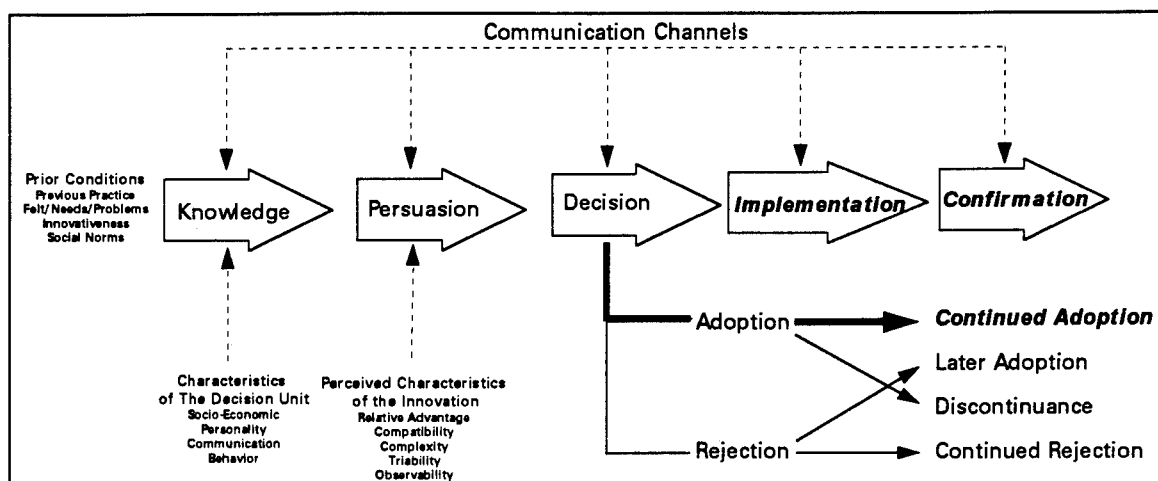 Communication Channels
Prior Conditions
Previous Practice
Felt/Needs/Problems
Innovativeness
Social Norms
Knowledge
Persuasion
Decision
Implementation
Confirmation
Adoption
Continued Adoption
Later Adoption
Discontinuance
Rejection
Continued Rejection
Characteristics
of The Decision Unit
Socio-Economic
Personality
Communication
Behavior
Perceived Characteristics
of the Innovation
Relative Advantage
Compatibility
Complexity
Triability
Observability